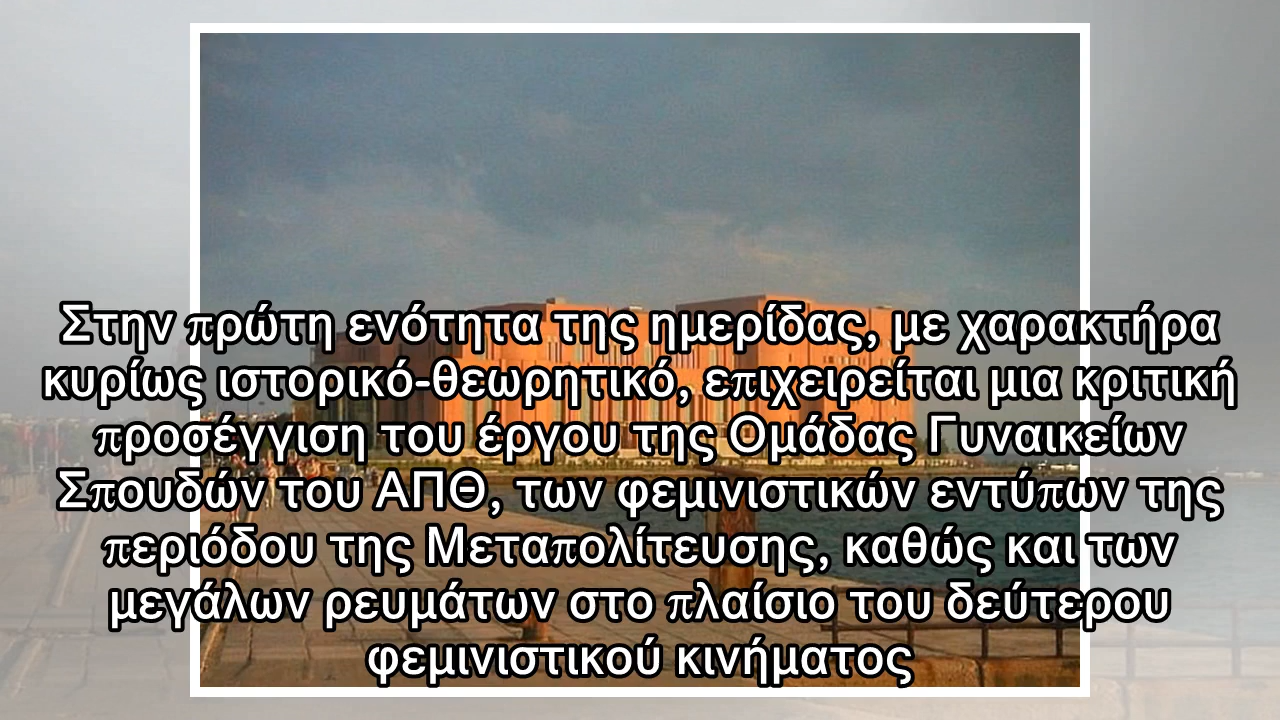 Στην πρώτη ενότητα της ημερίδας, με χαρακτήρα
κυρίως ιστορικό-θεωρητικό, επιχειρείται μια κριτική
προσέγγιση του έργου της Ομάδας Γυναικείων
Σπουδών του ΑΠΘ, των φεμινιστικών εντύπων της
περιόδου της Μεταπολίτευσης, καθώς και των
μεγάλων ρευμάτων στο πλαίσιο του δεύτερου
φεμινιστικού κινήματος